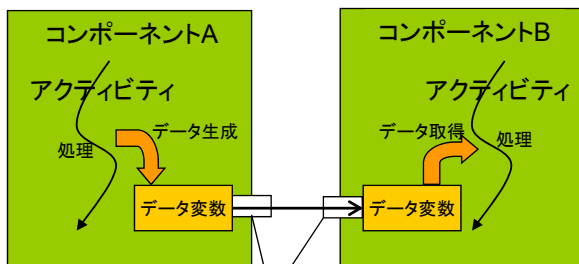 コンポーネントA
アクティビティ
処理
データ生成
データ変数
コンポーネントB
アクティビティ
データ取得
処理
データ変数